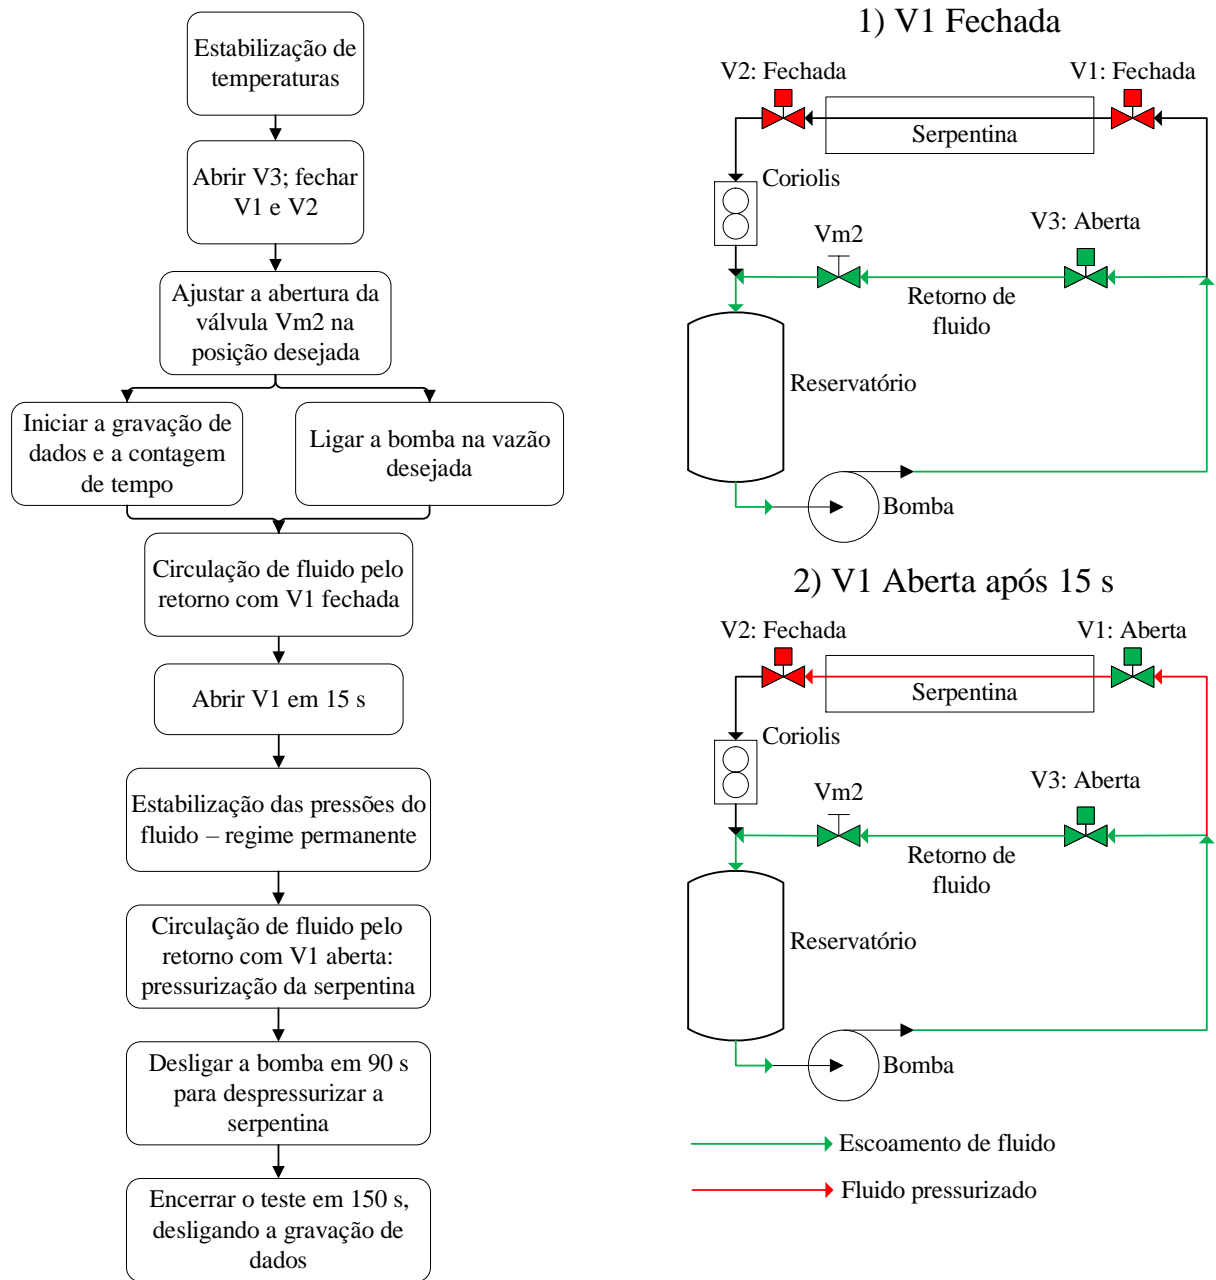 Estabilização de
temperaturas
Abrir V3; fechar
V1 e V2
Ajustar a abertura da
válvula Vm2 na
posição desejada
Iniciar a gravação de
dados e a contagem
de tempo
Ligar a bomba na vazão
desejada
Circulação de fluido pelo
retorno com V1 fechada
Abrir V1 em 15 s
Estabilização das pressões do
fluido – regime permanente
Circulação de fluido pelo
retorno com V1 aberta:
pressurização da serpentina
Desligar a bomba em 90 s
para despressurizar a
serpentina
Encerrar o teste em 150 s,
desligando a gravação de
dados
1) V1 Fechada
V2: Fechada
V1: Fechada
Serpentina
Coriolis
Vm2
V3: Aberta
Retorno de
fluido
Reservatório
Bomba
2) V1 Aberta após 15 s
V2: Fechada
V1: Aberta
Serpentina
Coriolis
Vm2
V3: Aberta
Retorno de
fluido
Reservatório
Bomba
Escoamento de fluido
Fluido pressurizado